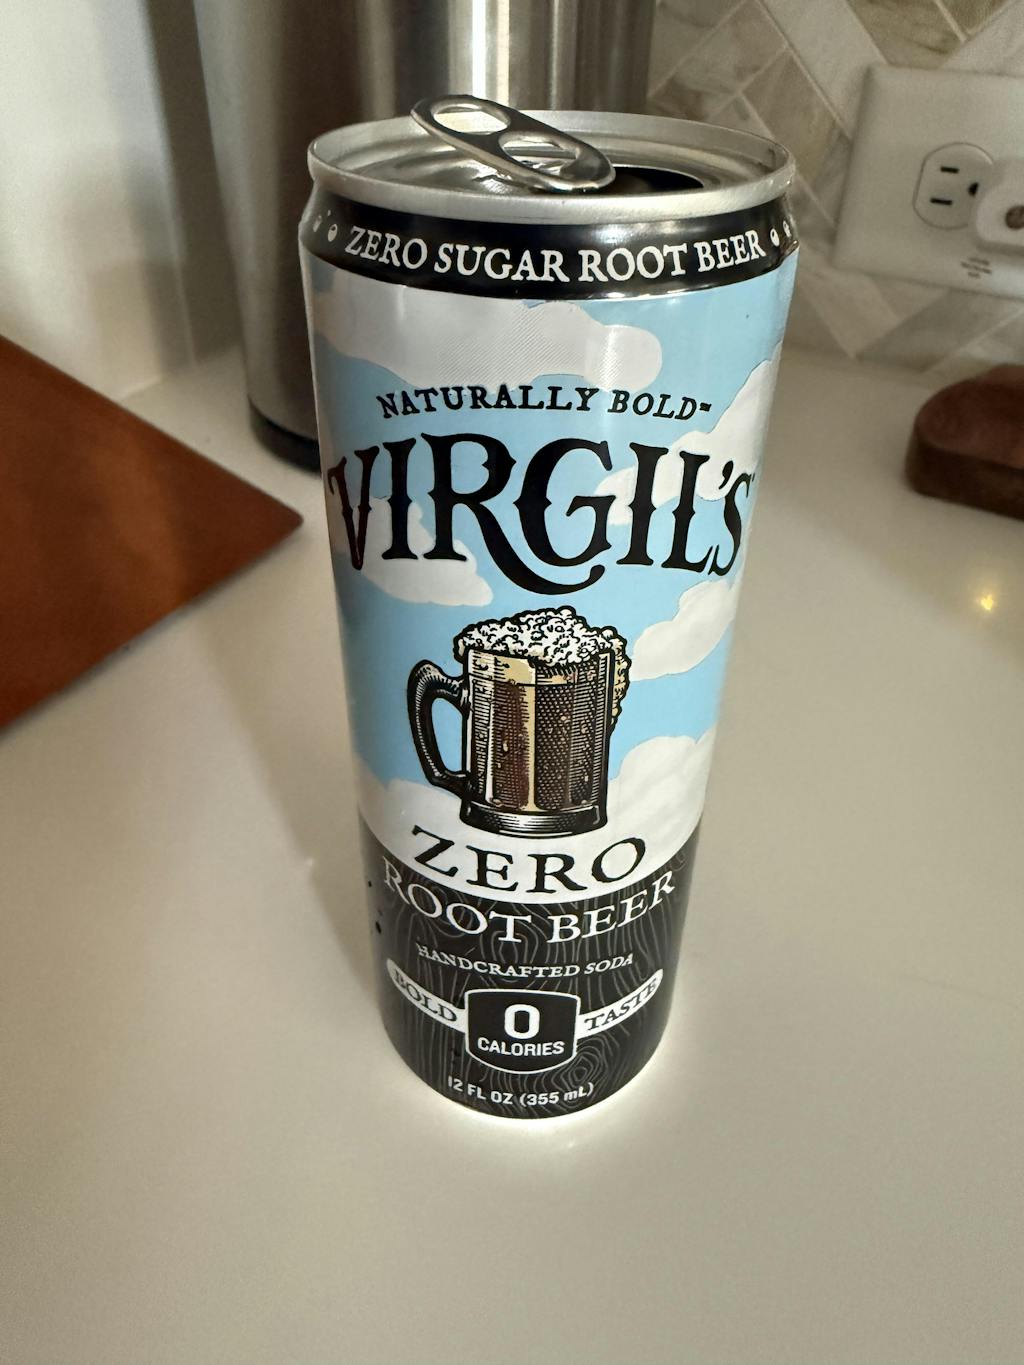 ZERO SUGAR ROOT BEER
NATURALLY BOLD™
VIRGIL'S
ZERO
ROOT BEER
HANDCRAFTED SODA
BOLD TASTE
0
CALORIES
12 FL OZ (355 mL)